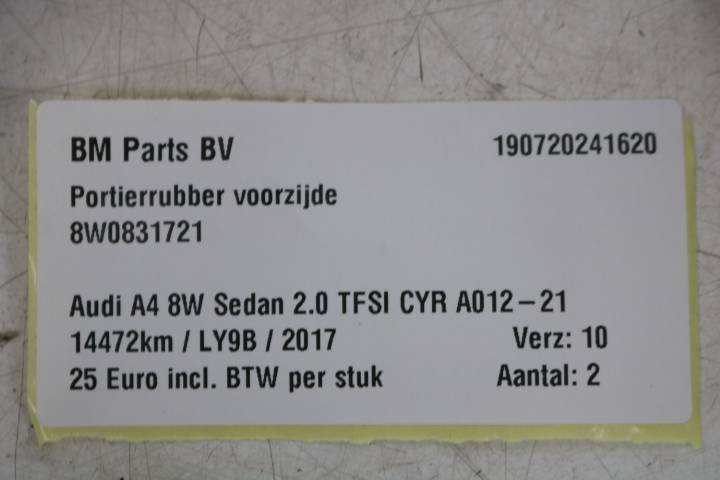 BM Parts BV 190720241620
Portierrubber voorzijde
8W0831721
Audi A4 8W Sedan 2.0 TFSI CYR A012-21
14472km / LY9B / 2017 Verz: 10
25 Euro incl. BTW per stuk Aantal: 2